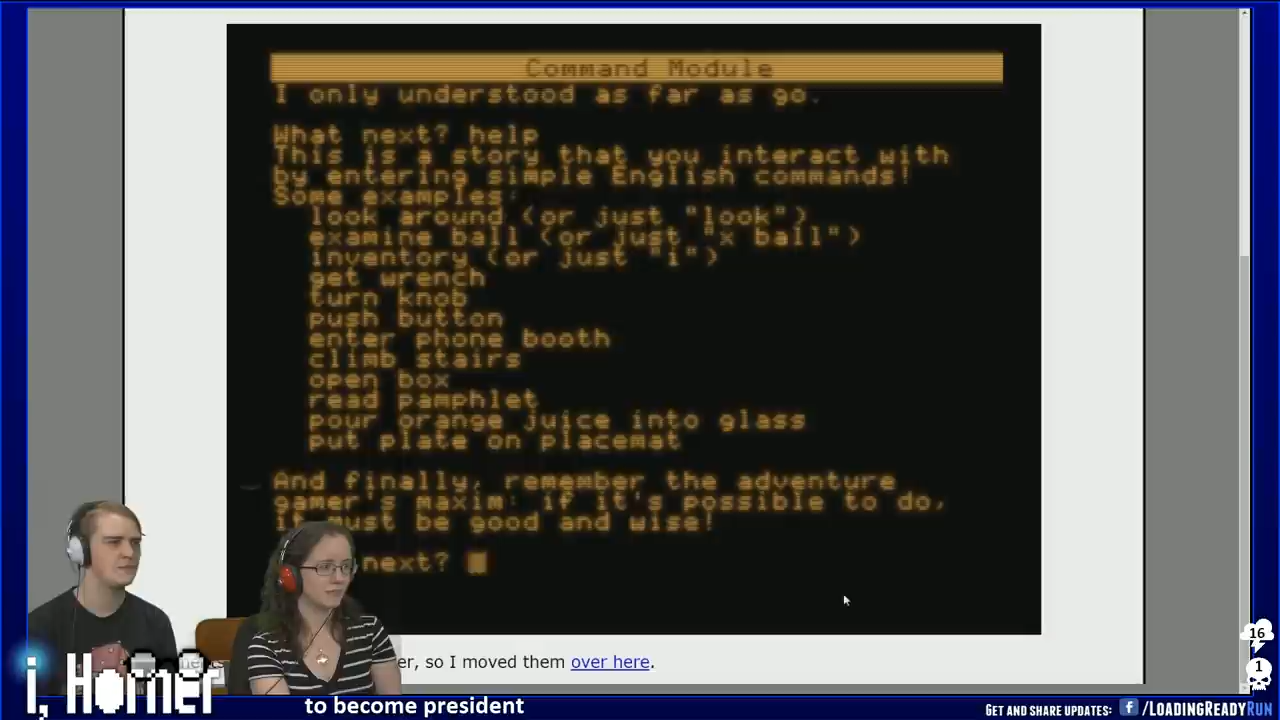 Command Module
I only understood as far as go.
What next? help
This is a story that you interact with
by entering simple English commands!
Some examples:
look around (or just "look")
examine ball (or just "x ball")
inventory (or just "i")
get wrench
turn knob
push button
enter phone booth
climb stairs
open box
read pamphlet
pour orange juice into glass
put plate on placemat
And finally, remember the adventure
gamer's maxim: if it's possible to do,
it must be good and wise!
next?
er, so I moved them over here.
16
1
i, Horner
to become president
GET AND SHARE UPDATES: f /LOADINGREADYRUN